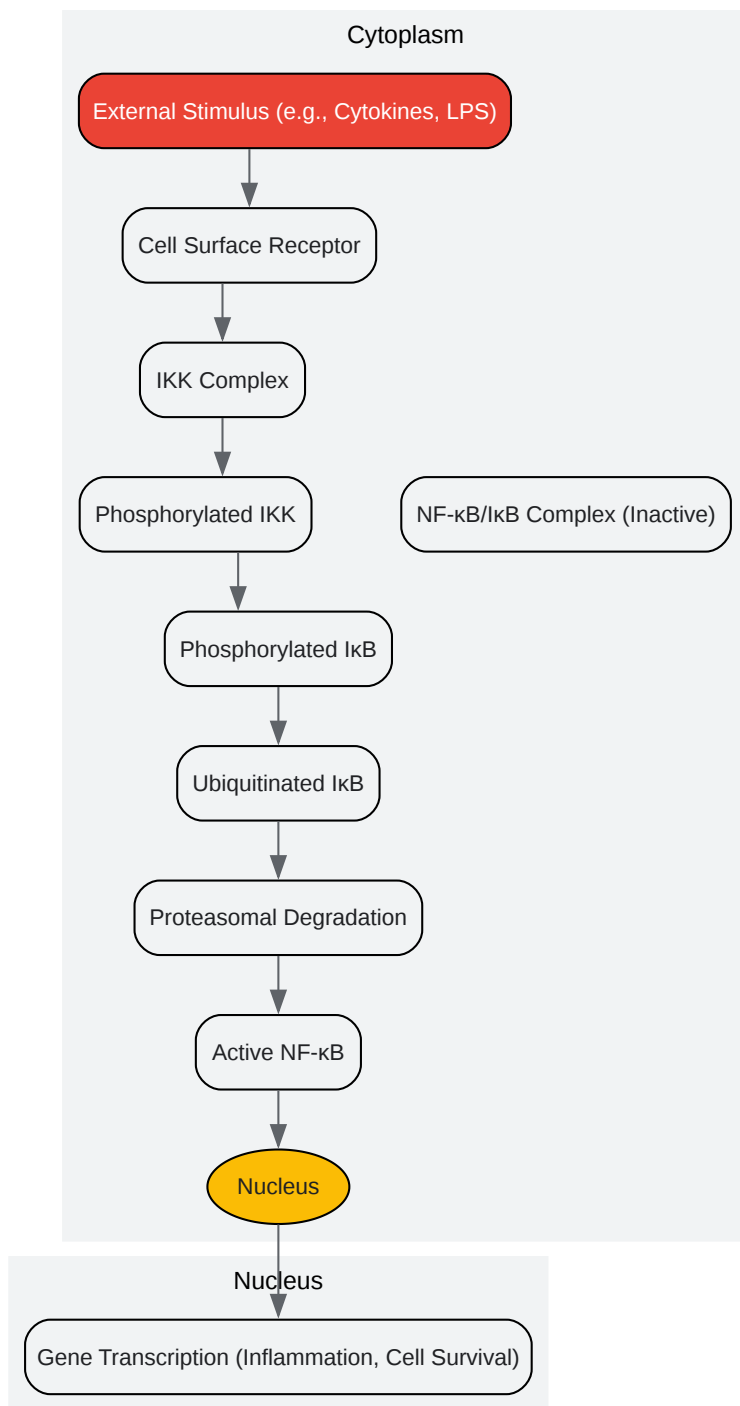 Cytoplasm
External Stimulus (e.g., Cytokines, LPS)
Cell Surface Receptor
IKK Complex
Phosphorylated IKK
NF-κB/IκB Complex (Inactive)
Phosphorylated IκB
Ubiquitinated IκB
Proteasomal Degradation
Active NF-κB
Nucleus
Nucleus
Gene Transcription (Inflammation, Cell Survival)